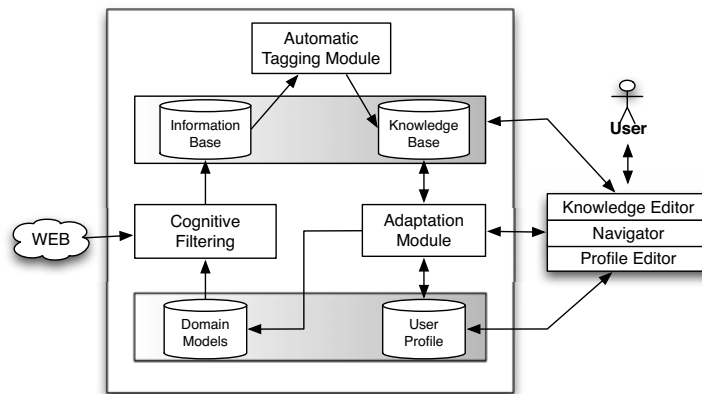 Automatic
Tagging Module
Information
Base
Knowledge
Base
User
WEB
Cognitive
Filtering
Adaptation
Module
Knowledge Editor
Navigator
Profile Editor
Domain
Models
User
Profile